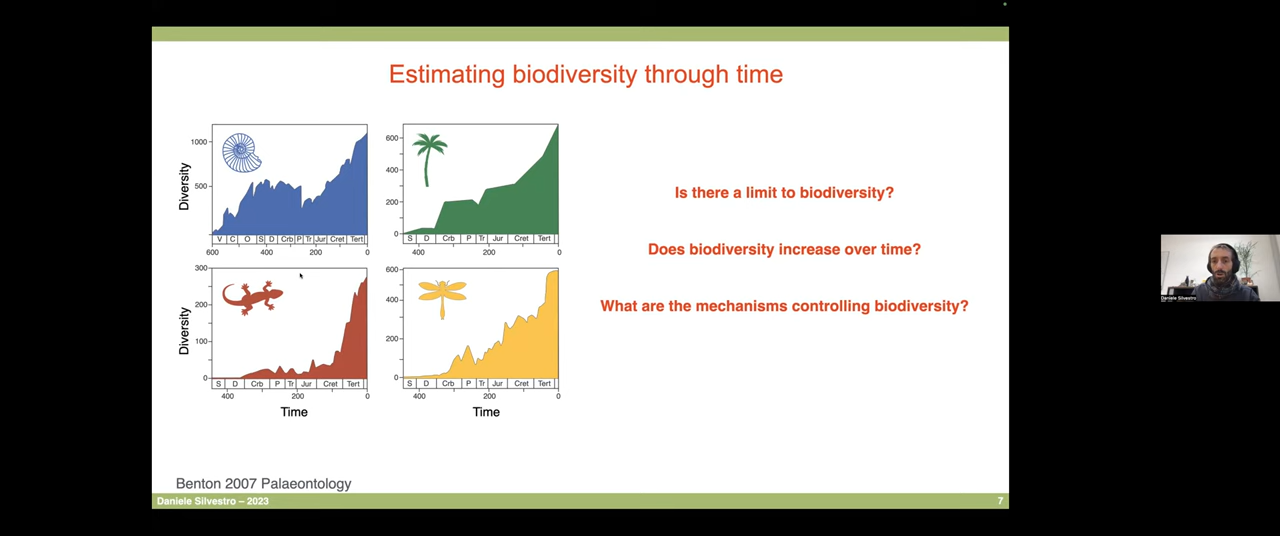 Estimating biodiversity through time
Diversity
1000
500
V C O S D Crb P Tr Jur Cret Tert
600 400 200 0
600
400
200
0
S D Crb P Tr Jur Cret Tert
400 200 0
Diversity
300
200
100
0
S D Crb P Tr Jur Cret Tert
400 200 0
Time
600
400
200
0
S D Crb P Tr Jur Cret Tert
400 200 0
Time
Is there a limit to biodiversity?
Does biodiversity increase over time?
What are the mechanisms controlling biodiversity?
Benton 2007 Palaeontology
Daniele Silvestro – 2023
7
Daniele Silvestro